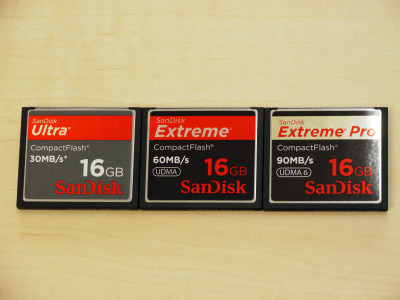 SanDisk
Ultra®
CompactFlash®
30MB/s*
16GB
SanDisk
SanDisk
Extreme®
CompactFlash®
60MB/s
UDMA
16GB
SanDisk
SanDisk
Extreme® Pro
CompactFlash®
90MB/s
UDMA 6
16GB
SanDisk